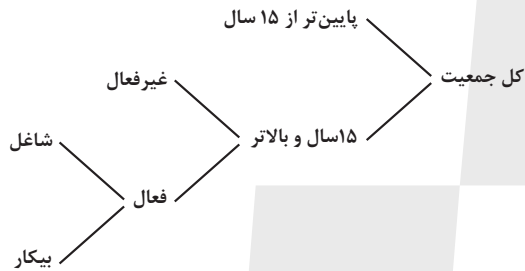 پایین‌تر از ۱۵ سال
کل جمعیت
غیرفعال
۱۵سال و بالاتر
شاغل
فعال
بیکار